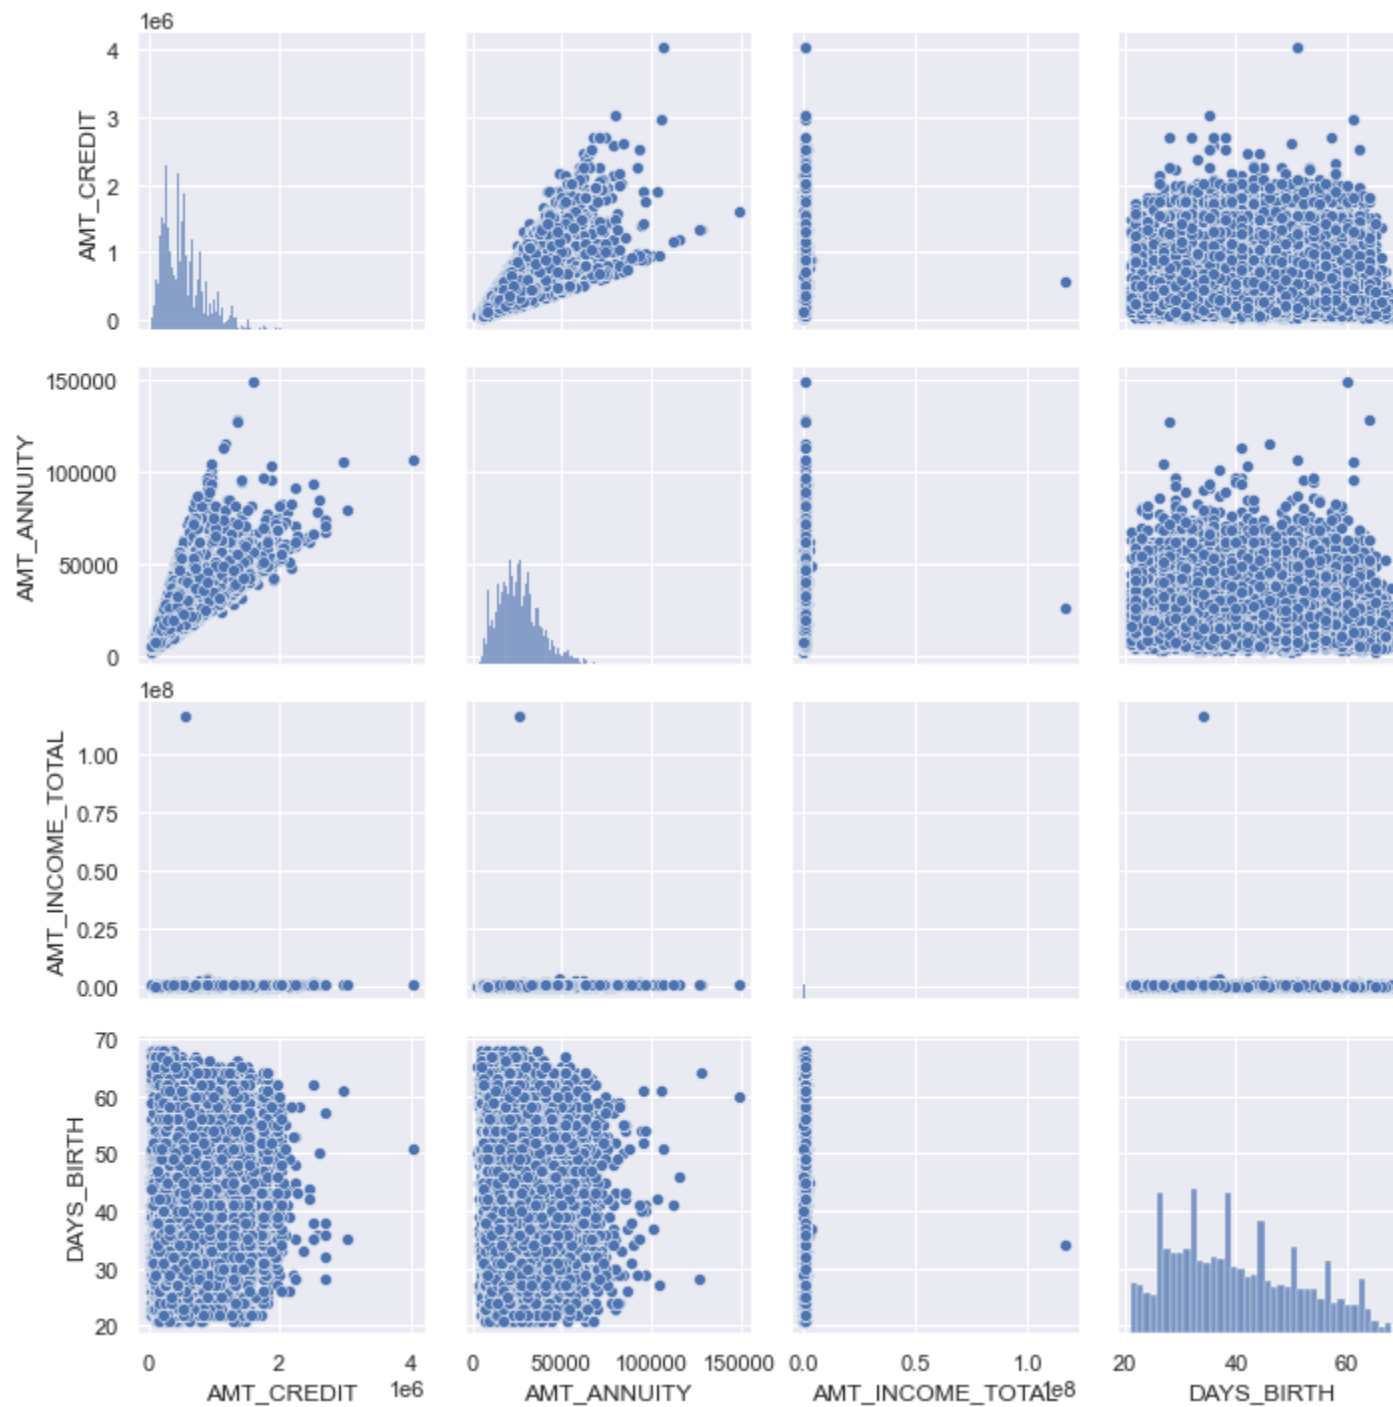 1e6
4
3
2
1
0
AMT_CREDIT
150000
100000
50000
0
AMT_ANNUITY
1e8
1.00
0.75
0.50
0.25
0.00
AMT_INCOME_TOTAL
70
60
50
40
30
20
DAYS_BIRTH
0 2 4
1e6
AMT_CREDIT
0 50000 100000 150000
AMT_ANNUITY
0.0 0.5 1.0
1e8
AMT_INCOME_TOTAL
20 40 60
DAYS_BIRTH